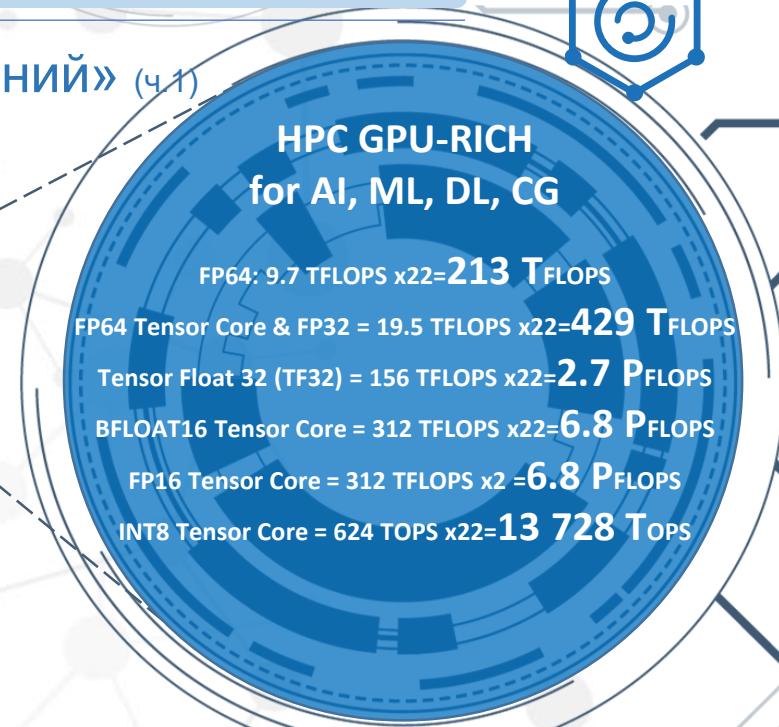 ний» (ч.1)
HPC GPU-RICH
for AI, ML, DL, CG
FP64: 9.7 TFLOPS x22=213 TFLOPS
FP64 Tensor Core & FP32 = 19.5 TFLOPS x22=429 TFLOPS
Tensor Float 32 (TF32) = 156 TFLOPS x22=2.7 PFLOPS
BFLOAT16 Tensor Core = 312 TFLOPS x22=6.8 PFLOPS
FP16 Tensor Core = 312 TFLOPS x2 =6.8 PFLOPS
INT8 Tensor Core = 624 TOPS x22=13 728 TOPS